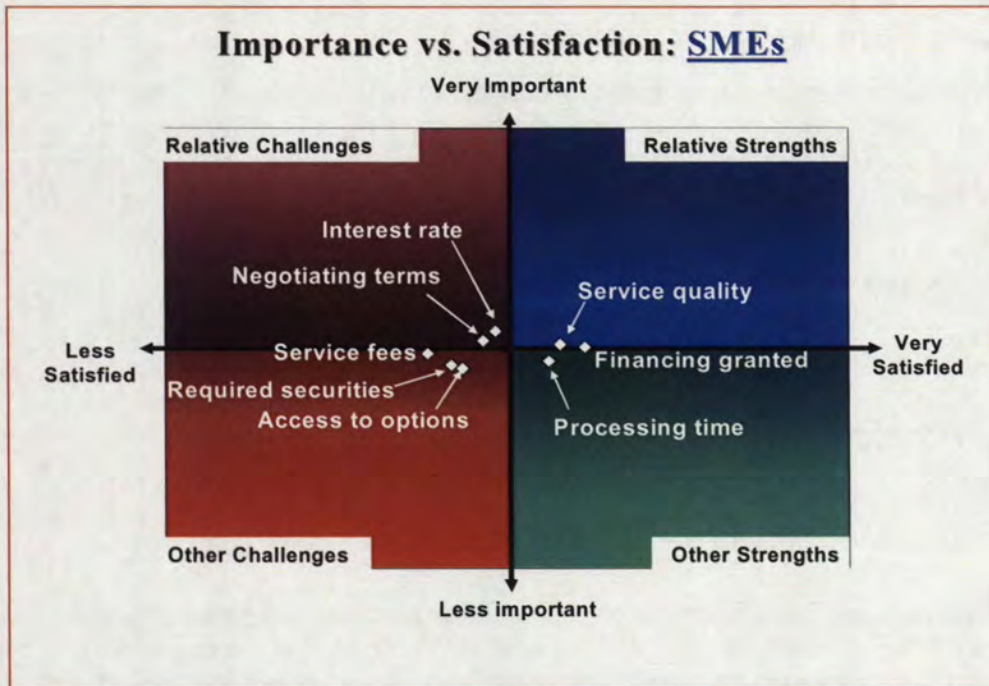 Importance vs. Satisfaction: SMEs
Very Important
Relative Challenges
Relative Strengths
Interest rate
Negotiating terms
Service quality
Less
Satisfied
Service fees
Financing granted
Very
Satisfied
Required securities
Access to options
Processing time
Other Challenges
Other Strengths
Less important